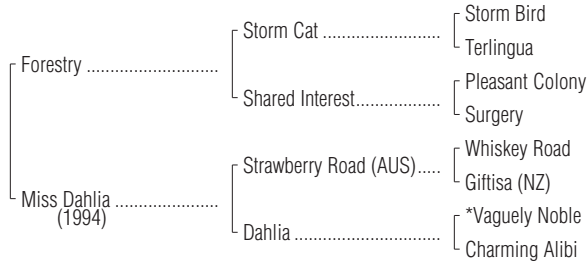 Storm Bird
Storm Cat ......................
Terlingua
Forestry .........................
Pleasant Colony
Shared Interest................
Surgery
Whiskey Road
Strawberry Road (AUS).....
Giftisa (NZ)
Miss Dahlia ....................
(1994)
*Vaguely Noble
Dahlia ............................
Charming Alibi